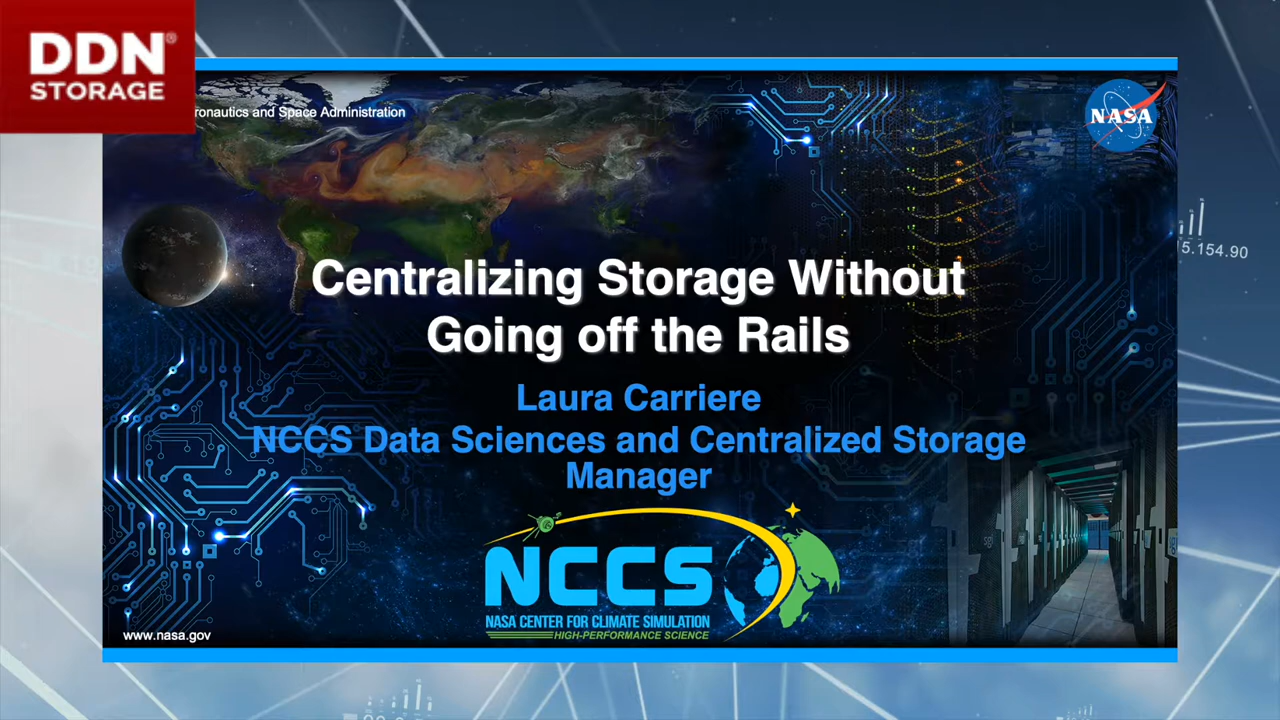 DDN®
STORAGE
ronautics and Space Administration
NASA
5.154.90
Centralizing Storage Without
Going off the Rails
Laura Carriere
NCCS Data Sciences and Centralized Storage
Manager
NCCS
NASA CENTER FOR CLIMATE SIMULATION
HIGH-PERFORMANCE SCIENCE
www.nasa.gov